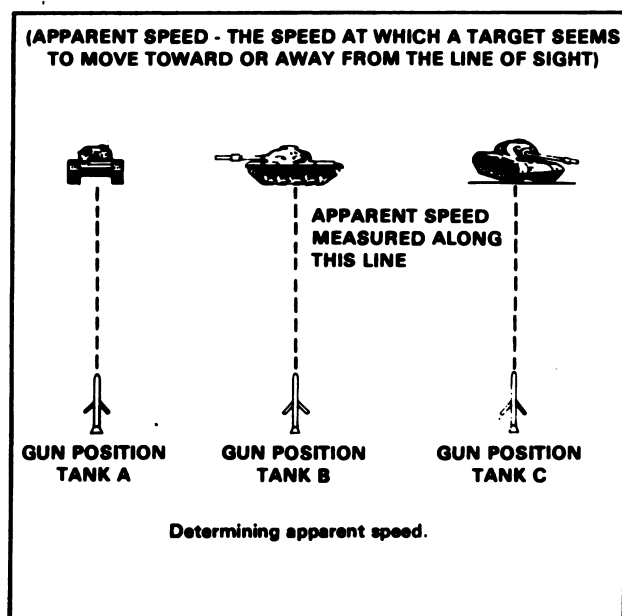 (APPARENT SPEED - THE SPEED AT WHICH A TARGET SEEMS
TO MOVE TOWARD OR AWAY FROM THE LINE OF SIGHT)
APPARENT SPEED
MEASURED ALONG
THIS LINE
GUN POSITION
TANK A
GUN POSITION
TANK B
GUN POSITION
TANK C
Determining apparent speed.